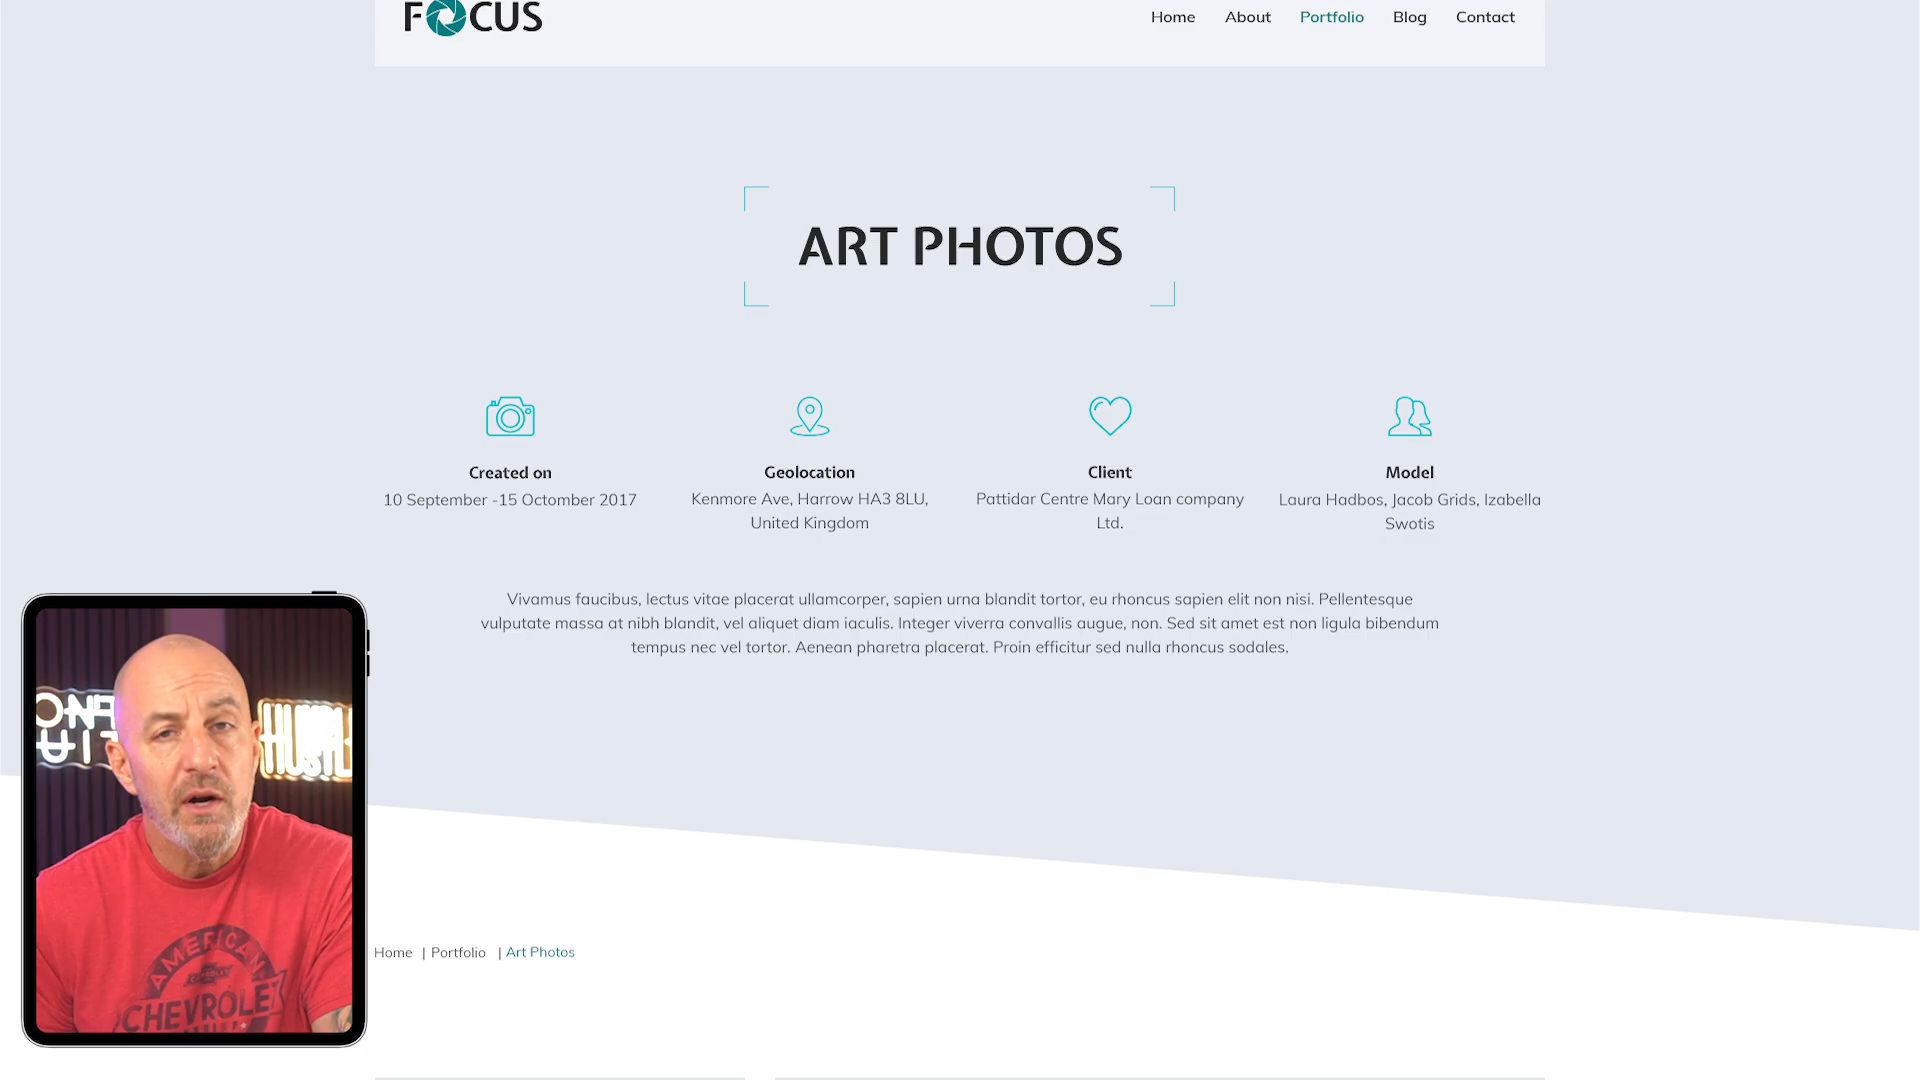 FOCUS
Home About Portfolio Blog Contact
ART PHOTOS
Created on
10 September -15 Octomber 2017
Geolocation
Kenmore Ave, Harrow HA3 8LU,
United Kingdom
Client
Pattidar Centre Mary Loan company
Ltd.
Model
Laura Hadbos, Jacob Grids, Izabella
Swotis
Vivamus faucibus, lectus vitae placerat ullamcorper, sapien urna blandit tortor, eu rhoncus sapien elit non nisi. Pellentesque
vulputate massa at nibh blandit, vel aliquet diam iaculis. Integer viverra convallis augue, non. Sed sit amet est non ligula bibendum
tempus nec vel tortor. Aenean pharetra placerat. Proin efficitur sed nulla rhoncus sodales.
Home | Portfolio | Art Photos
AMERICAN
CHEVROLET